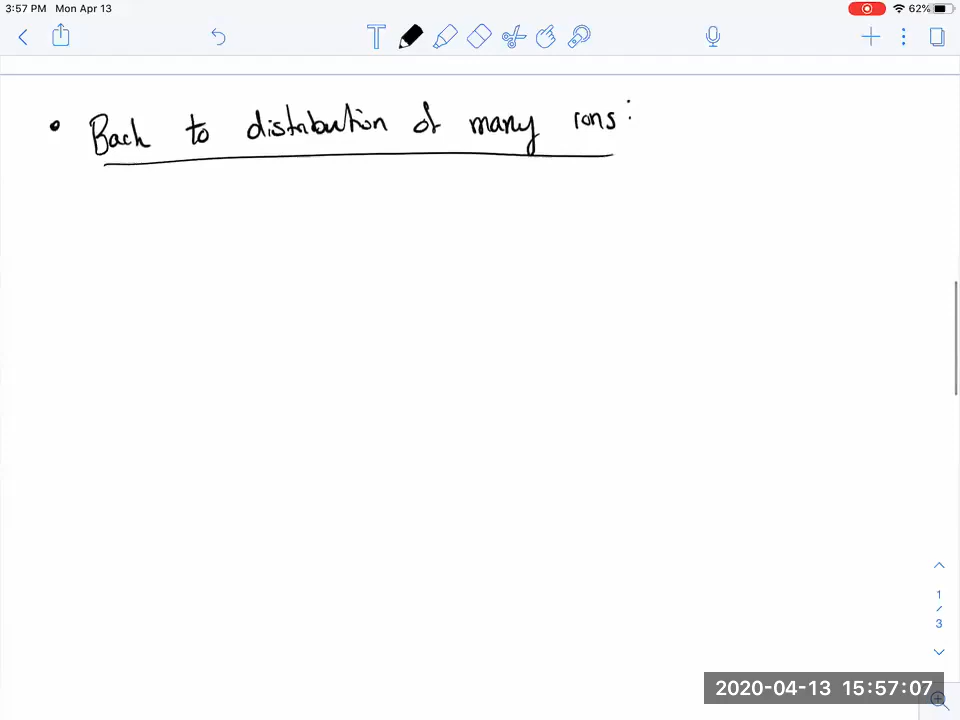 3:57 PM Mon Apr 13
62%
T
• Back to distribution of many ions:
1
/
3
2020-04-13 15:57:07